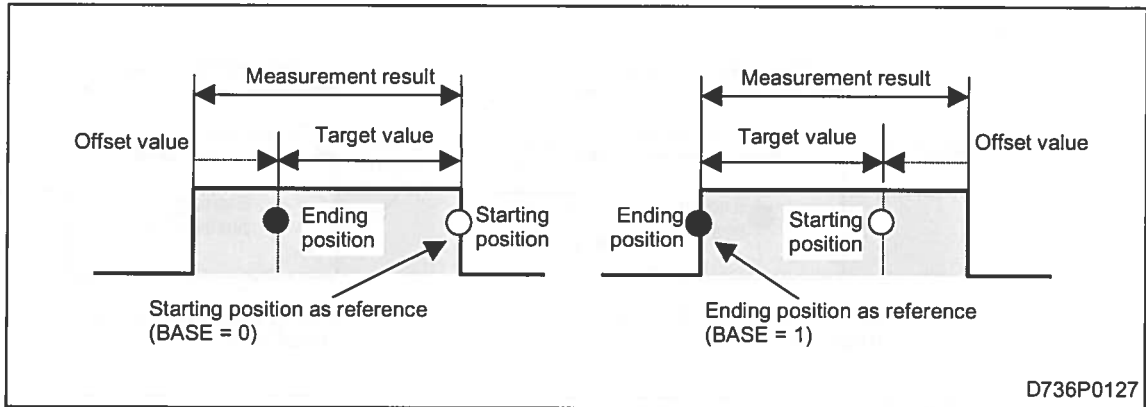 Measurement result
Offset value
Target value
Ending
position
Starting
position
Starting position as reference
(BASE = 0)
Measurement result
Target value
Offset value
Ending
position
Starting
position
Ending position as reference
(BASE = 1)
D736P0127